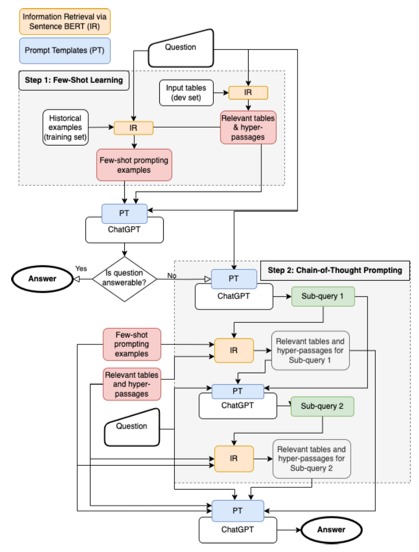 Information Retrieval via
Sentence BERT (IR)
Prompt Templates (PT)
Question
Step 1: Few-Shot Learning
Input tables
(dev set)
IR
Historical
examples
(training set)
IR
Relevant tables
& hyper-
passages
Few-shot prompting
examples
PT
ChatGPT
Is question
answerable?
Yes
No
Answer
Step 2: Chain-of-Thought Prompting
PT
ChatGPT
Sub-query 1
Few-shot
prompting
examples
IR
Relevant tables and
hyper-passages for
Sub-query 1
Relevant tables
and hyper-
passages
PT
ChatGPT
Sub-query 2
Question
IR
Relevant tables and
hyper-passages for
Sub-query 2
PT
ChatGPT
Answer